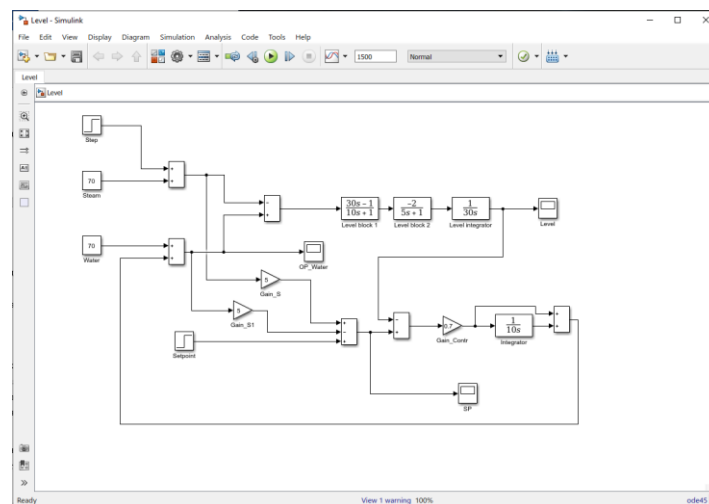 Level - Simulink
File Edit View Display Diagram Simulation Analysis Code Tools Help
1500 Normal
Level
Level
Step
70
Steam
30s − 1
10s + 1
Level block 1
-2
5s + 1
Level block 2
1
30s
Level integrator
Level
70
Water
OP_Water
5
Gain_S
5
Gain_S1
Setpoint
0.7
Gain_Contr
1
10s
Integrator
SP
Ready View 1 warning 100% ode45